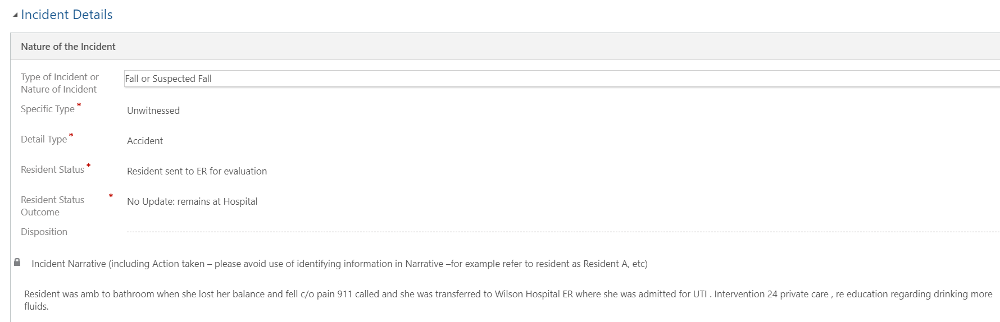 Incident Details
Nature of the Incident
Type of Incident or
Nature of Incident
Fall or Suspected Fall
Specific Type *
Unwitnessed
Detail Type *
Accident
Resident Status *
Resident sent to ER for evaluation
Resident Status *
Outcome
No Update: remains at Hospital
Disposition
Incident Narrative (including Action taken – please avoid use of identifying information in Narrative –for example refer to resident as Resident A, etc)
Resident was amb to bathroom when she lost her balance and fell c/o pain 911 called and she was transferred to Wilson Hospital ER where she was admitted for UTI . Intervention 24 private care , re education regarding drinking more
fluids.